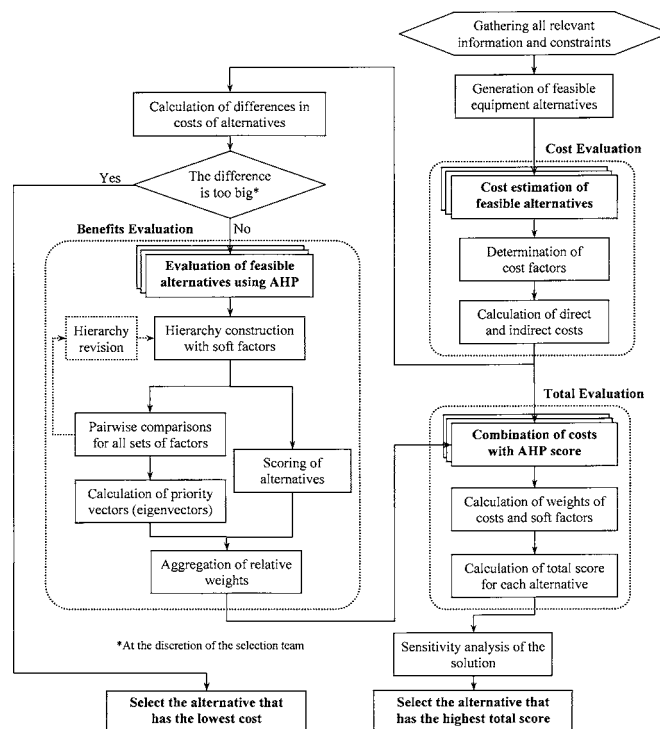 Gathering all relevant
information and constraints
Generation of feasible
equipment alternatives
Cost Evaluation
Cost estimation of
feasible alternatives
Determination of
cost factors
Calculation of direct
and indirect costs
Calculation of differences in
costs of alternatives
Yes
The difference
is too big*
No
Benefits Evaluation
Evaluation of feasible
alternatives using AHP
Hierarchy
revision
Hierarchy construction
with soft factors
Pairwise comparisons
for all sets of factors
Scoring of
alternatives
Calculation of priority
vectors (eigenvectors)
Aggregation of relative
weights
Total Evaluation
Combination of costs
with AHP score
Calculation of weights of
costs and soft factors
Calculation of total score
for each alternative
*At the discretion of the selection team
Sensitivity analysis of the
solution
Select the alternative that
has the lowest cost
Select the alternative that
has the highest total score